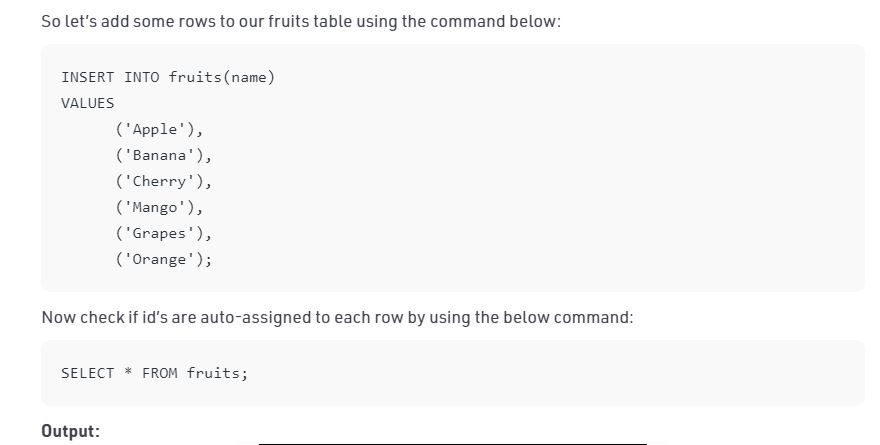 So let's add some rows to our fruits table using the command below:
INSERT INTO fruits(name)
VALUES
('Apple'),
('Banana'),
('Cherry'),
('Mango'),
('Grapes'),
('Orange');
Now check if id's are auto-assigned to each row by using the below command:
SELECT * FROM fruits;
Output: